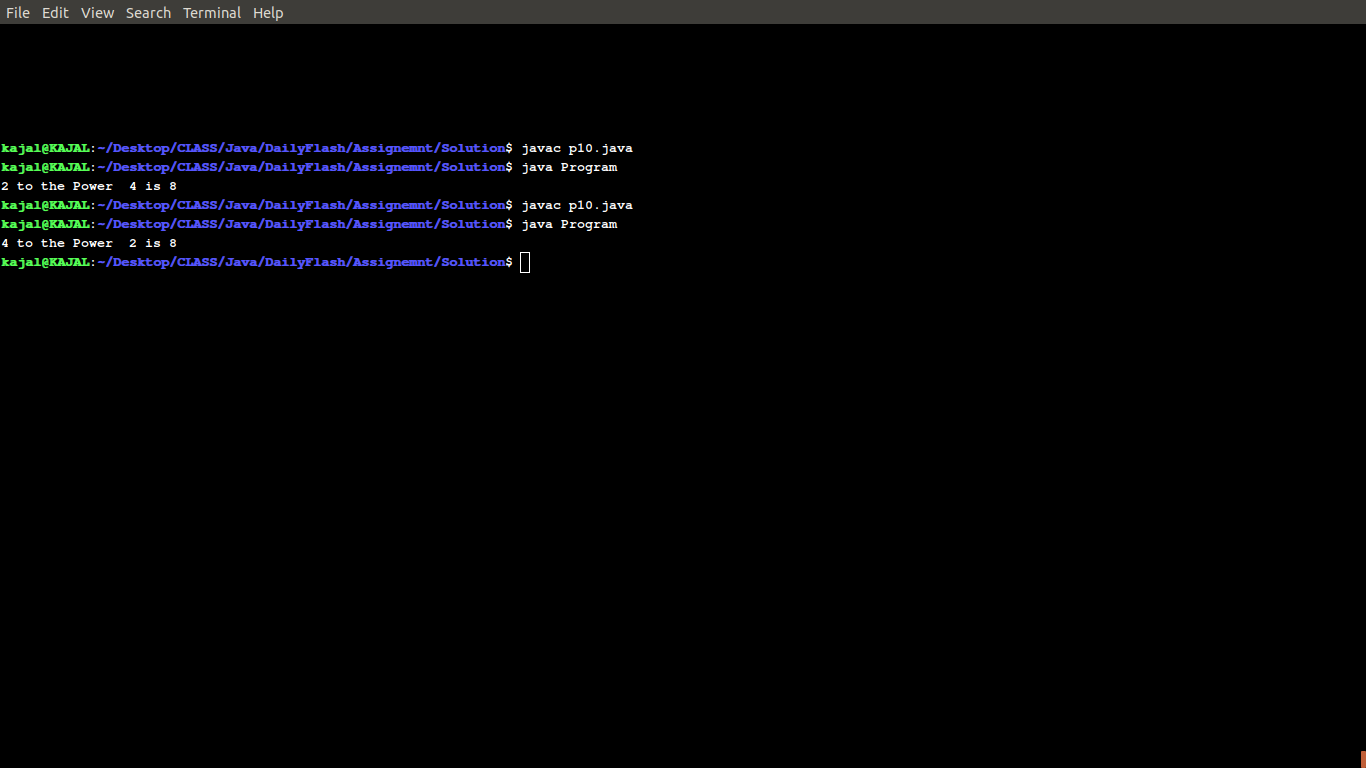 File Edit View Search Terminal Help
kajal@KAJAL:~/Desktop/CLASS/Java/DailyFlash/Assignemnt/Solution$ javac p10.java
kajal@KAJAL:~/Desktop/CLASS/Java/DailyFlash/Assignemnt/Solution$ java Program
2 to the Power  4 is 8
kajal@KAJAL:~/Desktop/CLASS/Java/DailyFlash/Assignemnt/Solution$ javac p10.java
kajal@KAJAL:~/Desktop/CLASS/Java/DailyFlash/Assignemnt/Solution$ java Program
4 to the Power  2 is 8
kajal@KAJAL:~/Desktop/CLASS/Java/DailyFlash/Assignemnt/Solution$